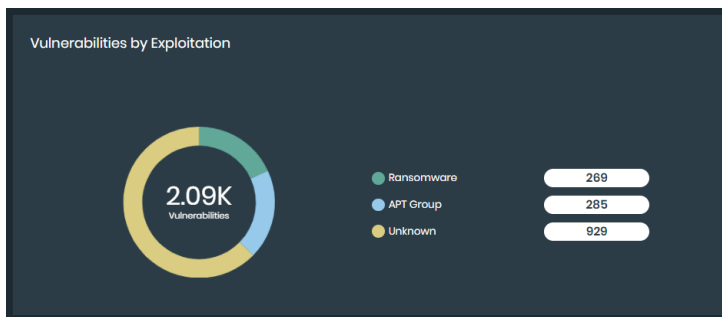 Vulnerabilities by Exploitation
2.09K
Vulnerabilities
Ransomware 269
APT Group 285
Unknown 929